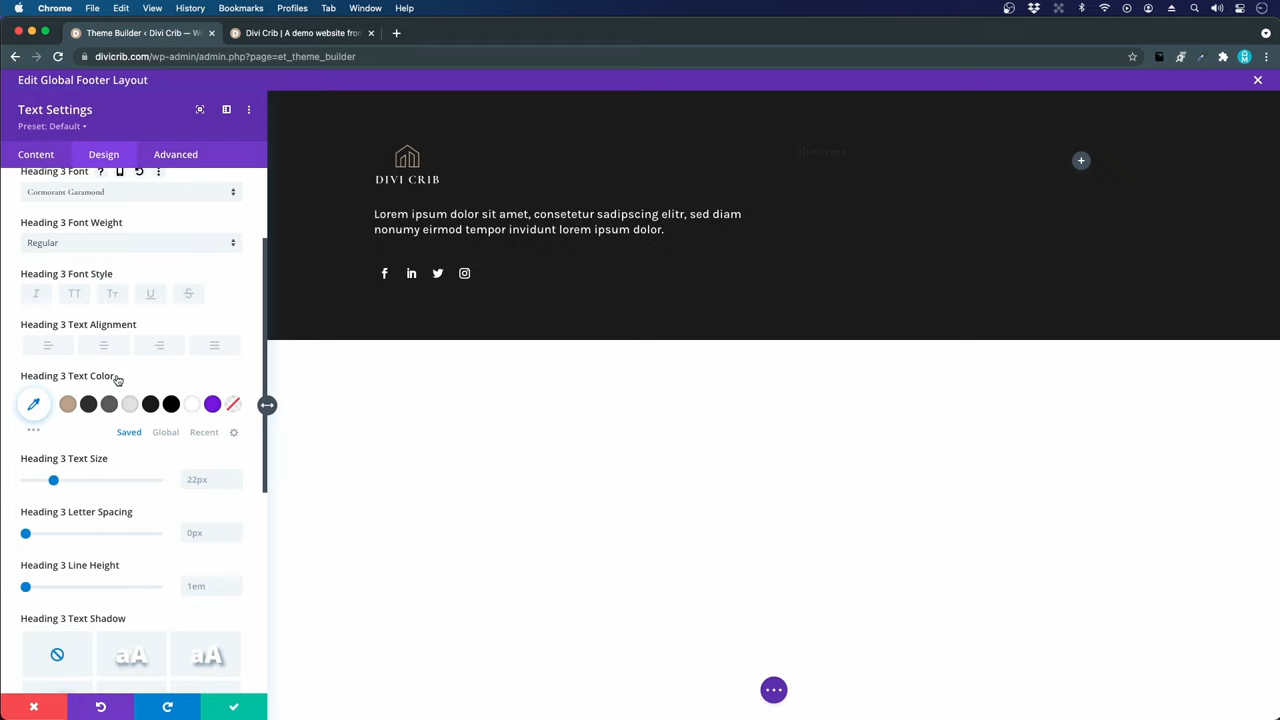 Chrome File Edit View History Bookmarks Profiles Tab Window Help
Theme Builder ‹ Divi Crib — W
Divi Crib | A demo website from
divicrib.com/wp-admin/admin.php?page=et_theme_builder
Edit Global Footer Layout
Text Settings
Preset: Default
Content Design Advanced
Heading 3 Font
Cormorant Garamond
Heading 3 Font Weight
Regular
Heading 3 Font Style
I TT Tт U S
Heading 3 Text Alignment
Heading 3 Text Color
Saved Global Recent
Heading 3 Text Size
22px
Heading 3 Letter Spacing
0px
Heading 3 Line Height
1em
Heading 3 Text Shadow
aA aA
DIVI CRIB
Lorem ipsum dolor sit amet, consetetur sadipscing elitr, sed diam
nonumy eirmod tempor invidunt lorem ipsum dolor.